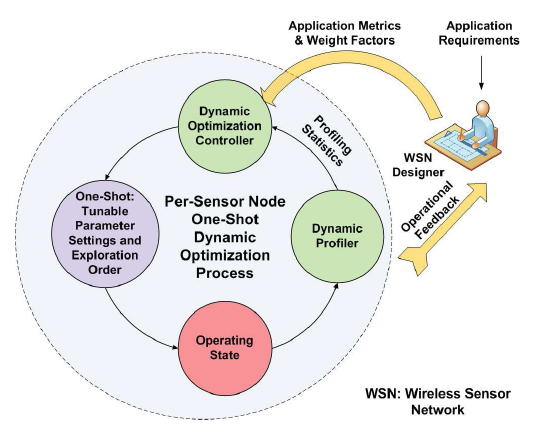 Application Metrics
& Weight Factors
Application
Requirements
Dynamic
Optimization
Controller
Profiling
Statistics
WSN
Designer
One-Shot:
Tunable
Parameter
Settings and
Exploration
Order
Per-Sensor Node
One-Shot
Dynamic
Optimization
Process
Dynamic
Profiler
Operational
Feedback
Operating
State
WSN: Wireless Sensor
Network